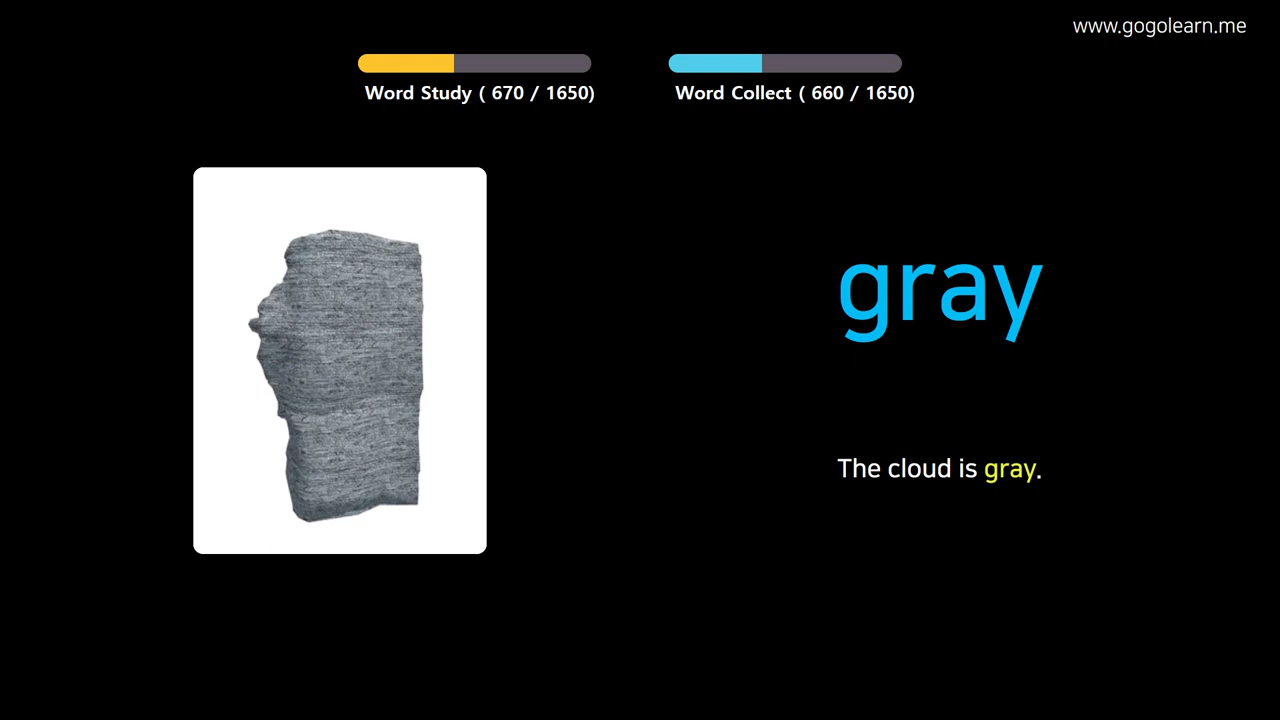 www.gogolearn.me
Word Study ( 670 / 1650)
Word Collect ( 660 / 1650)
gray
The cloud is gray.